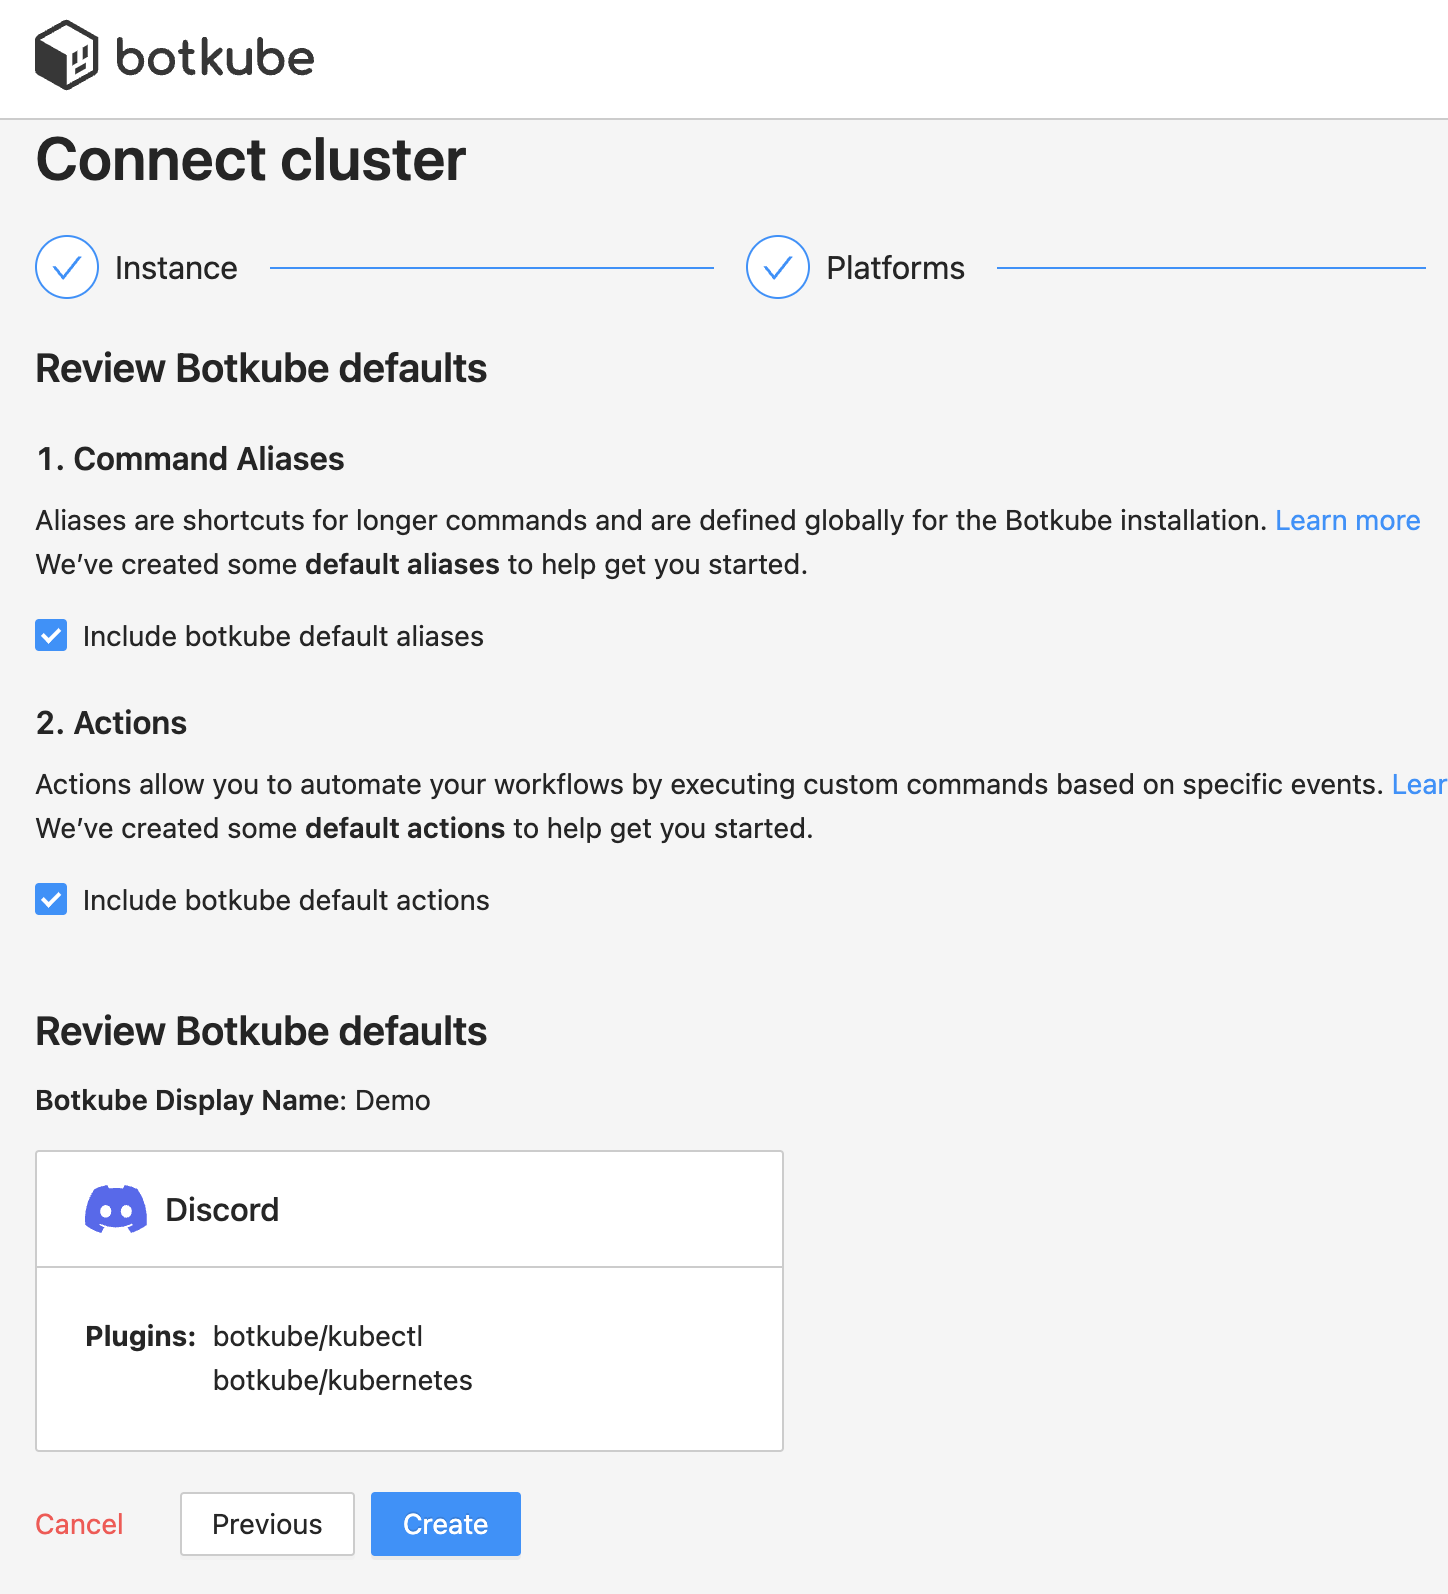 botkube
Connect cluster
Instance
Platforms
Review Botkube defaults
1. Command Aliases
Aliases are shortcuts for longer commands and are defined globally for the Botkube installation. Learn more
We’ve created some default aliases to help get you started.
Include botkube default aliases
2. Actions
Actions allow you to automate your workflows by executing custom commands based on specific events. Lear
We’ve created some default actions to help get you started.
Include botkube default actions
Review Botkube defaults
Botkube Display Name: Demo
Discord
Plugins: botkube/kubectl
botkube/kubernetes
Cancel Previous Create